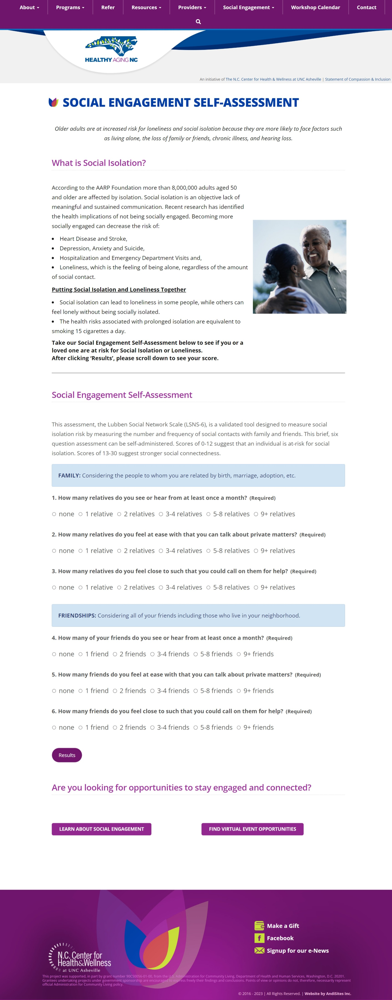 About
Programs
Refer
Resources
Providers
Social Engagement
Workshop Calendar
Contact
HEALTHY AGING NC
An initiative of The N.C. Center for Health & Wellness at UNC Asheville | Statement of Compassion & Inclusion
SOCIAL ENGAGEMENT SELF-ASSESSMENT
Older adults are at increased risk for loneliness and social isolation because they are more likely to face factors such
as living alone, the loss of family or friends, chronic illness, and hearing loss.
What is Social Isolation?
According to the AARP Foundation more than 8,000,000 adults aged 50
and older are affected by isolation. Social isolation is an objective lack of
meaningful and sustained communication. Recent research has identified
the health implications of not being socially engaged. Becoming more
socially engaged can decrease the risk of:
• Heart Disease and Stroke,
• Depression, Anxiety and Suicide,
• Hospitalization and Emergency Department Visits and,
• Loneliness, which is the feeling of being alone, regardless of the amount
of social contact.
Putting Social Isolation and Loneliness Together
• Social isolation can lead to loneliness in some people, while others can
feel lonely without being socially isolated.
• The health risks associated with prolonged isolation are equivalent to
smoking 15 cigarettes a day.
Take our Social Engagement Self-Assessment below to see if you or a
loved one are at risk for Social Isolation or Loneliness.
After clicking ‘Results’, please scroll down to see your score.
Social Engagement Self-Assessment
This assessment, the Lubben Social Network Scale (LSNS-6), is a validated tool designed to measure social
isolation risk by measuring the number and frequency of social contacts with family and friends. This brief, six
question assessment can be self-administered. Scores of 0-12 suggest that an individual is at-risk for social
isolation. Scores of 13-30 suggest stronger social connectedness.
FAMILY: Considering the people to whom you are related by birth, marriage, adoption, etc.
1. How many relatives do you see or hear from at least once a month? (Required)
none 1 relative 2 relatives 3-4 relatives 5-8 relatives 9+ relatives
2. How many relatives do you feel at ease with that you can talk about private matters? (Required)
none 1 relative 2 relatives 3-4 relatives 5-8 relatives 9+ relatives
3. How many relatives do you feel close to such that you could call on them for help? (Required)
none 1 relative 2 relatives 3-4 relatives 5-8 relatives 9+ relatives
FRIENDSHIPS: Considering all of your friends including those who live in your neighborhood.
4. How many of your friends do you see or hear from at least once a month? (Required)
none 1 friend 2 friends 3-4 friends 5-8 friends 9+ friends
5. How many friends do you feel at ease with that you can talk about private matters? (Required)
none 1 friend 2 friends 3-4 friends 5-8 friends 9+ friends
6. How many friends do you feel close to such that you could call on them for help? (Required)
none 1 friend 2 friends 3-4 friends 5-8 friends 9+ friends
Results
Are you looking for opportunities to stay engaged and connected?
LEARN ABOUT SOCIAL ENGAGEMENT
FIND VIRTUAL EVENT OPPORTUNITIES
Make a Gift
Facebook
Signup for our e-News
N.C. Center for
Health&Wellness
at UNC Asheville
This project was supported, in part by grant number 90CS0056-01-00, from the U.S. Administration for Community Living, Department of Health and Human Services, Washington, D.C. 20201.
Grantees undertaking projects under government sponsorship are encouraged to express freely their findings and conclusions. Points of view or opinions do not, therefore, necessarily represent
official Administration for Community Living policy.
© 2016 - 2023 | All Rights Reserved. | Website by AndiSites Inc.